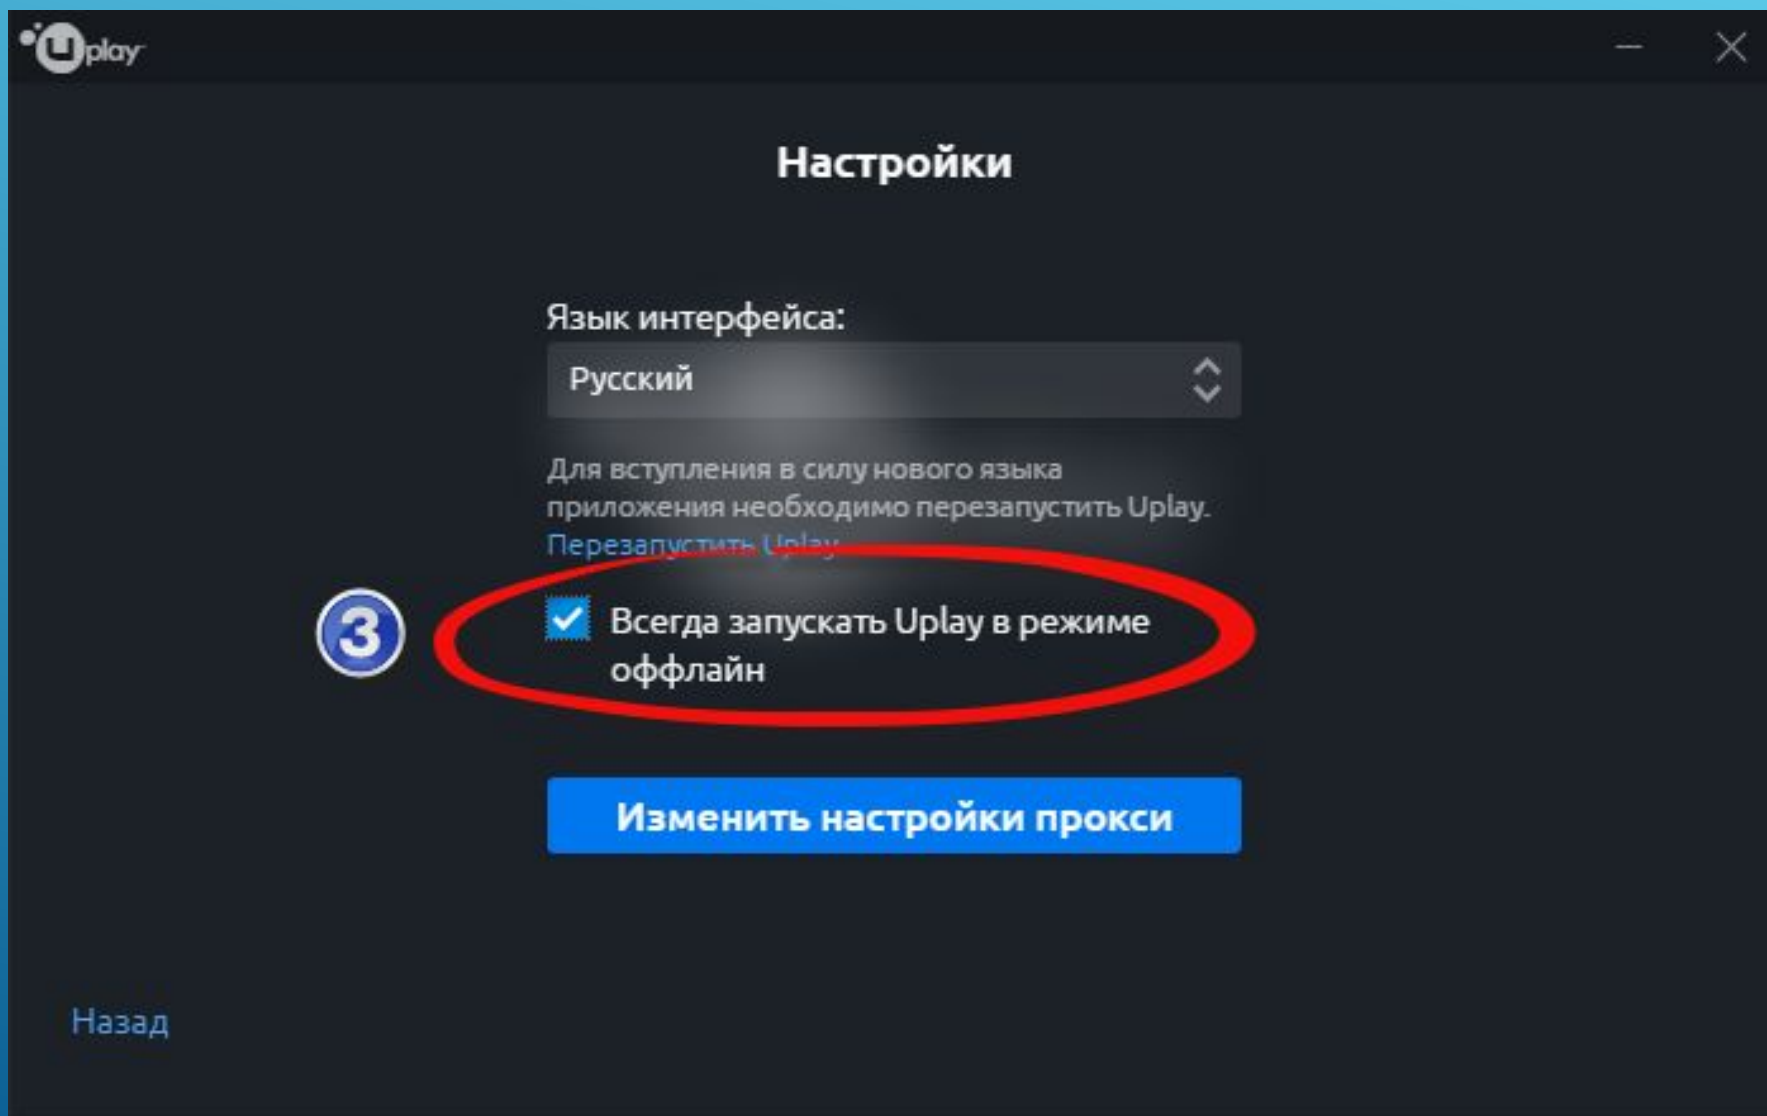 Uplay
Настройки
Язык интерфейса:
Русский
Для вступления в силу нового языка
приложения необходимо перезапустить Uplay.
Перезапустить Uplay
3
Всегда запускать Uplay в режиме
оффлайн
Изменить настройки прокси
Назад